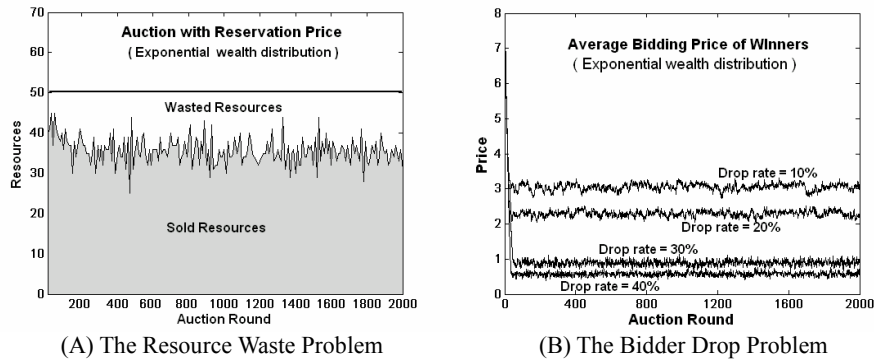 Auction with Reservation Price
( Exponential wealth distribution )
70
60
50
40
30
20
10
0
Resources
Wasted Resources
Sold Resources
200 400 600 800 1000 1200 1400 1600 1800 2000
Auction Round
(A) The Resource Waste Problem
Average Bidding Price of WInners
( Exponential wealth distribution )
8
7
6
5
4
3
2
1
0
Price
Drop rate = 10%
Drop rate = 20%
Drop rate = 30%
Drop rate = 40%
0 400 800 1200 1600 2000
Auction Round
(B) The Bidder Drop Problem